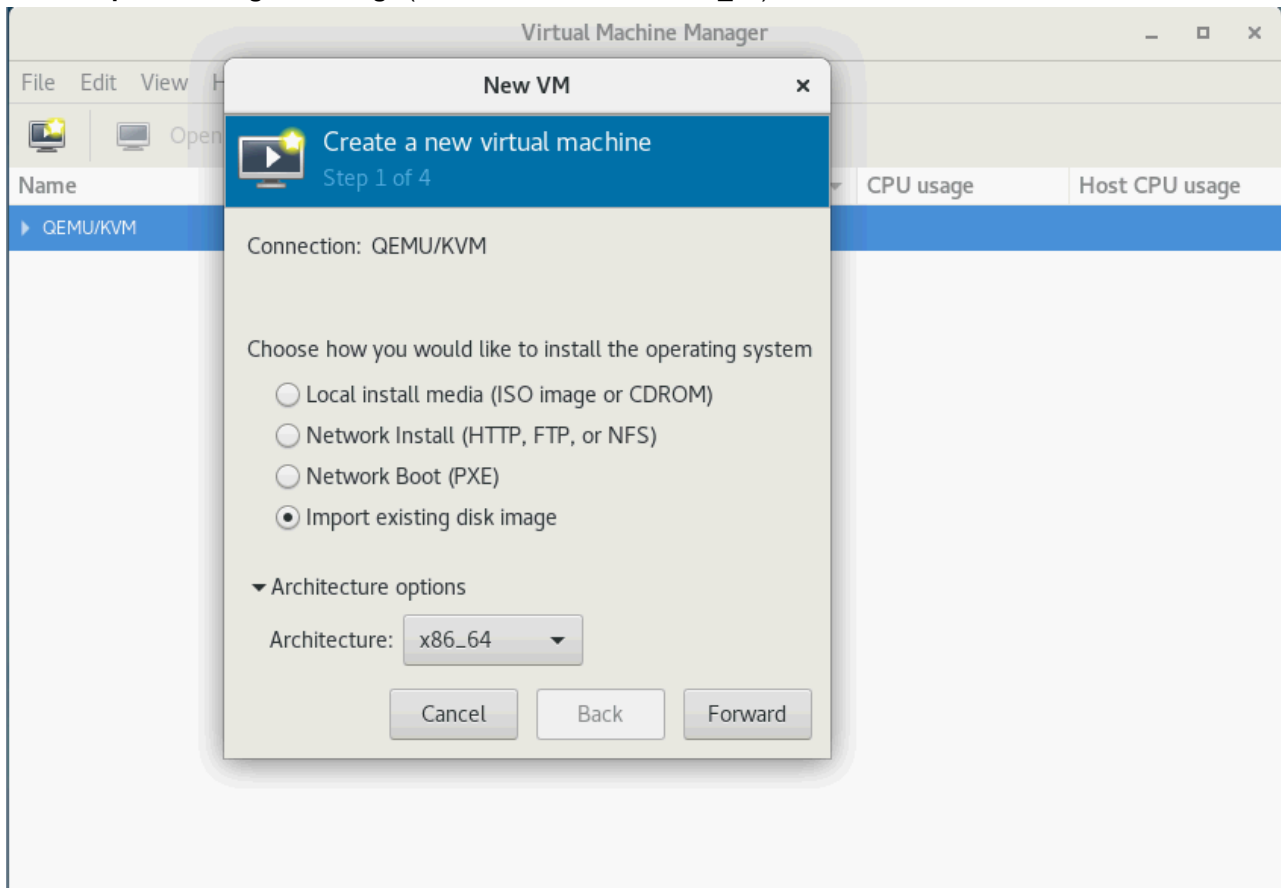 Virtual Machine Manager
File Edit View H
New VM
Open
Create a new virtual machine
Step 1 of 4
Name
CPU usage
Host CPU usage
QEMU/KVM
Connection: QEMU/KVM
Choose how you would like to install the operating system
Local install media (ISO image or CDROM)
Network Install (HTTP, FTP, or NFS)
Network Boot (PXE)
Import existing disk image
Architecture options
Architecture: x86_64
Cancel Back Forward